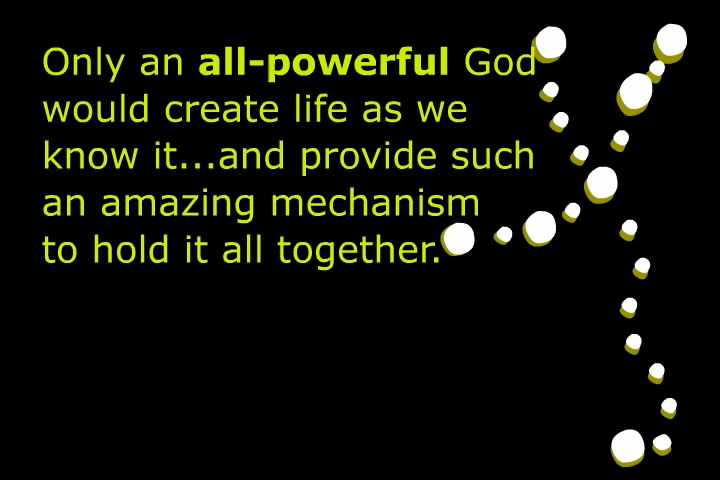 Only an all-powerful God
would create life as we
know it...and provide such
an amazing mechanism
to hold it all together.